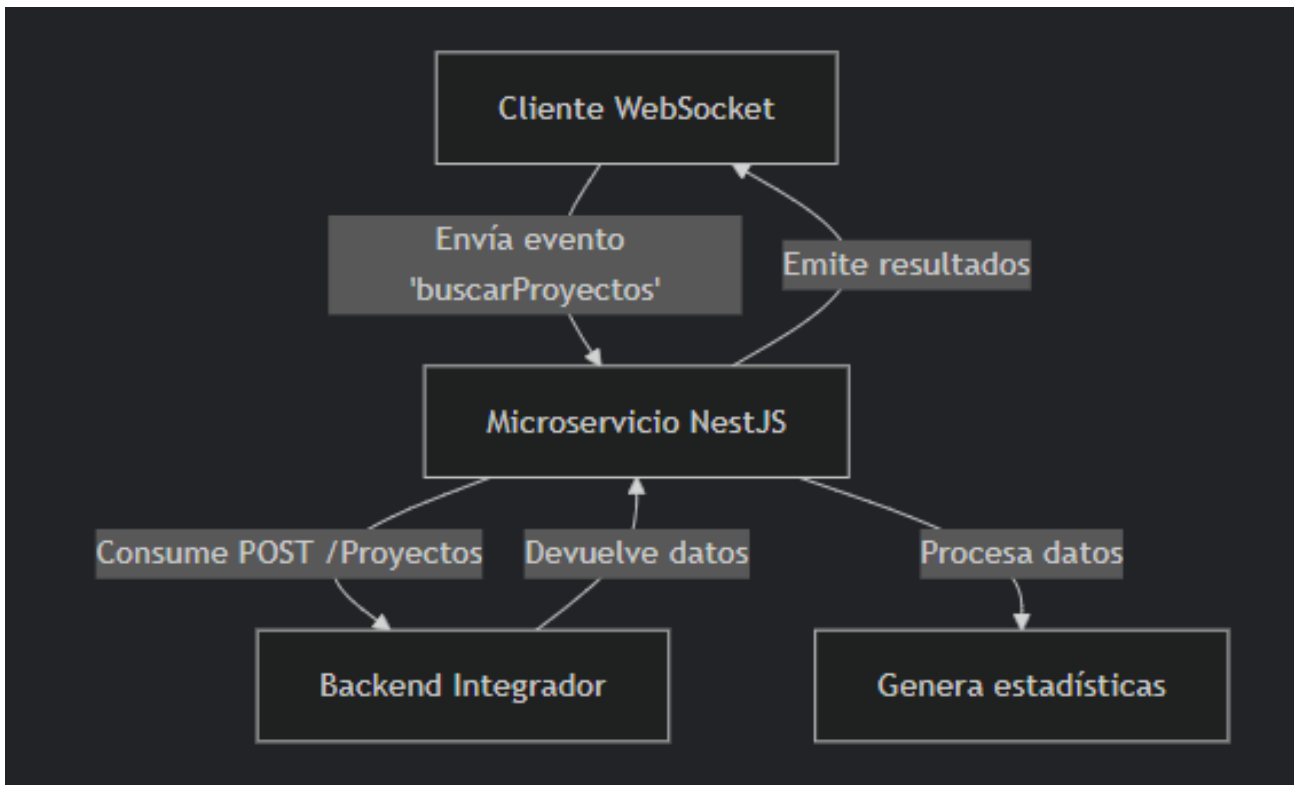 Cliente WebSocket
Envía evento
'buscarProyectos'
Emite resultados
Microservicio NestJS
Consume POST /Proyectos
Devuelve datos
Procesa datos
Backend Integrador
Genera estadísticas